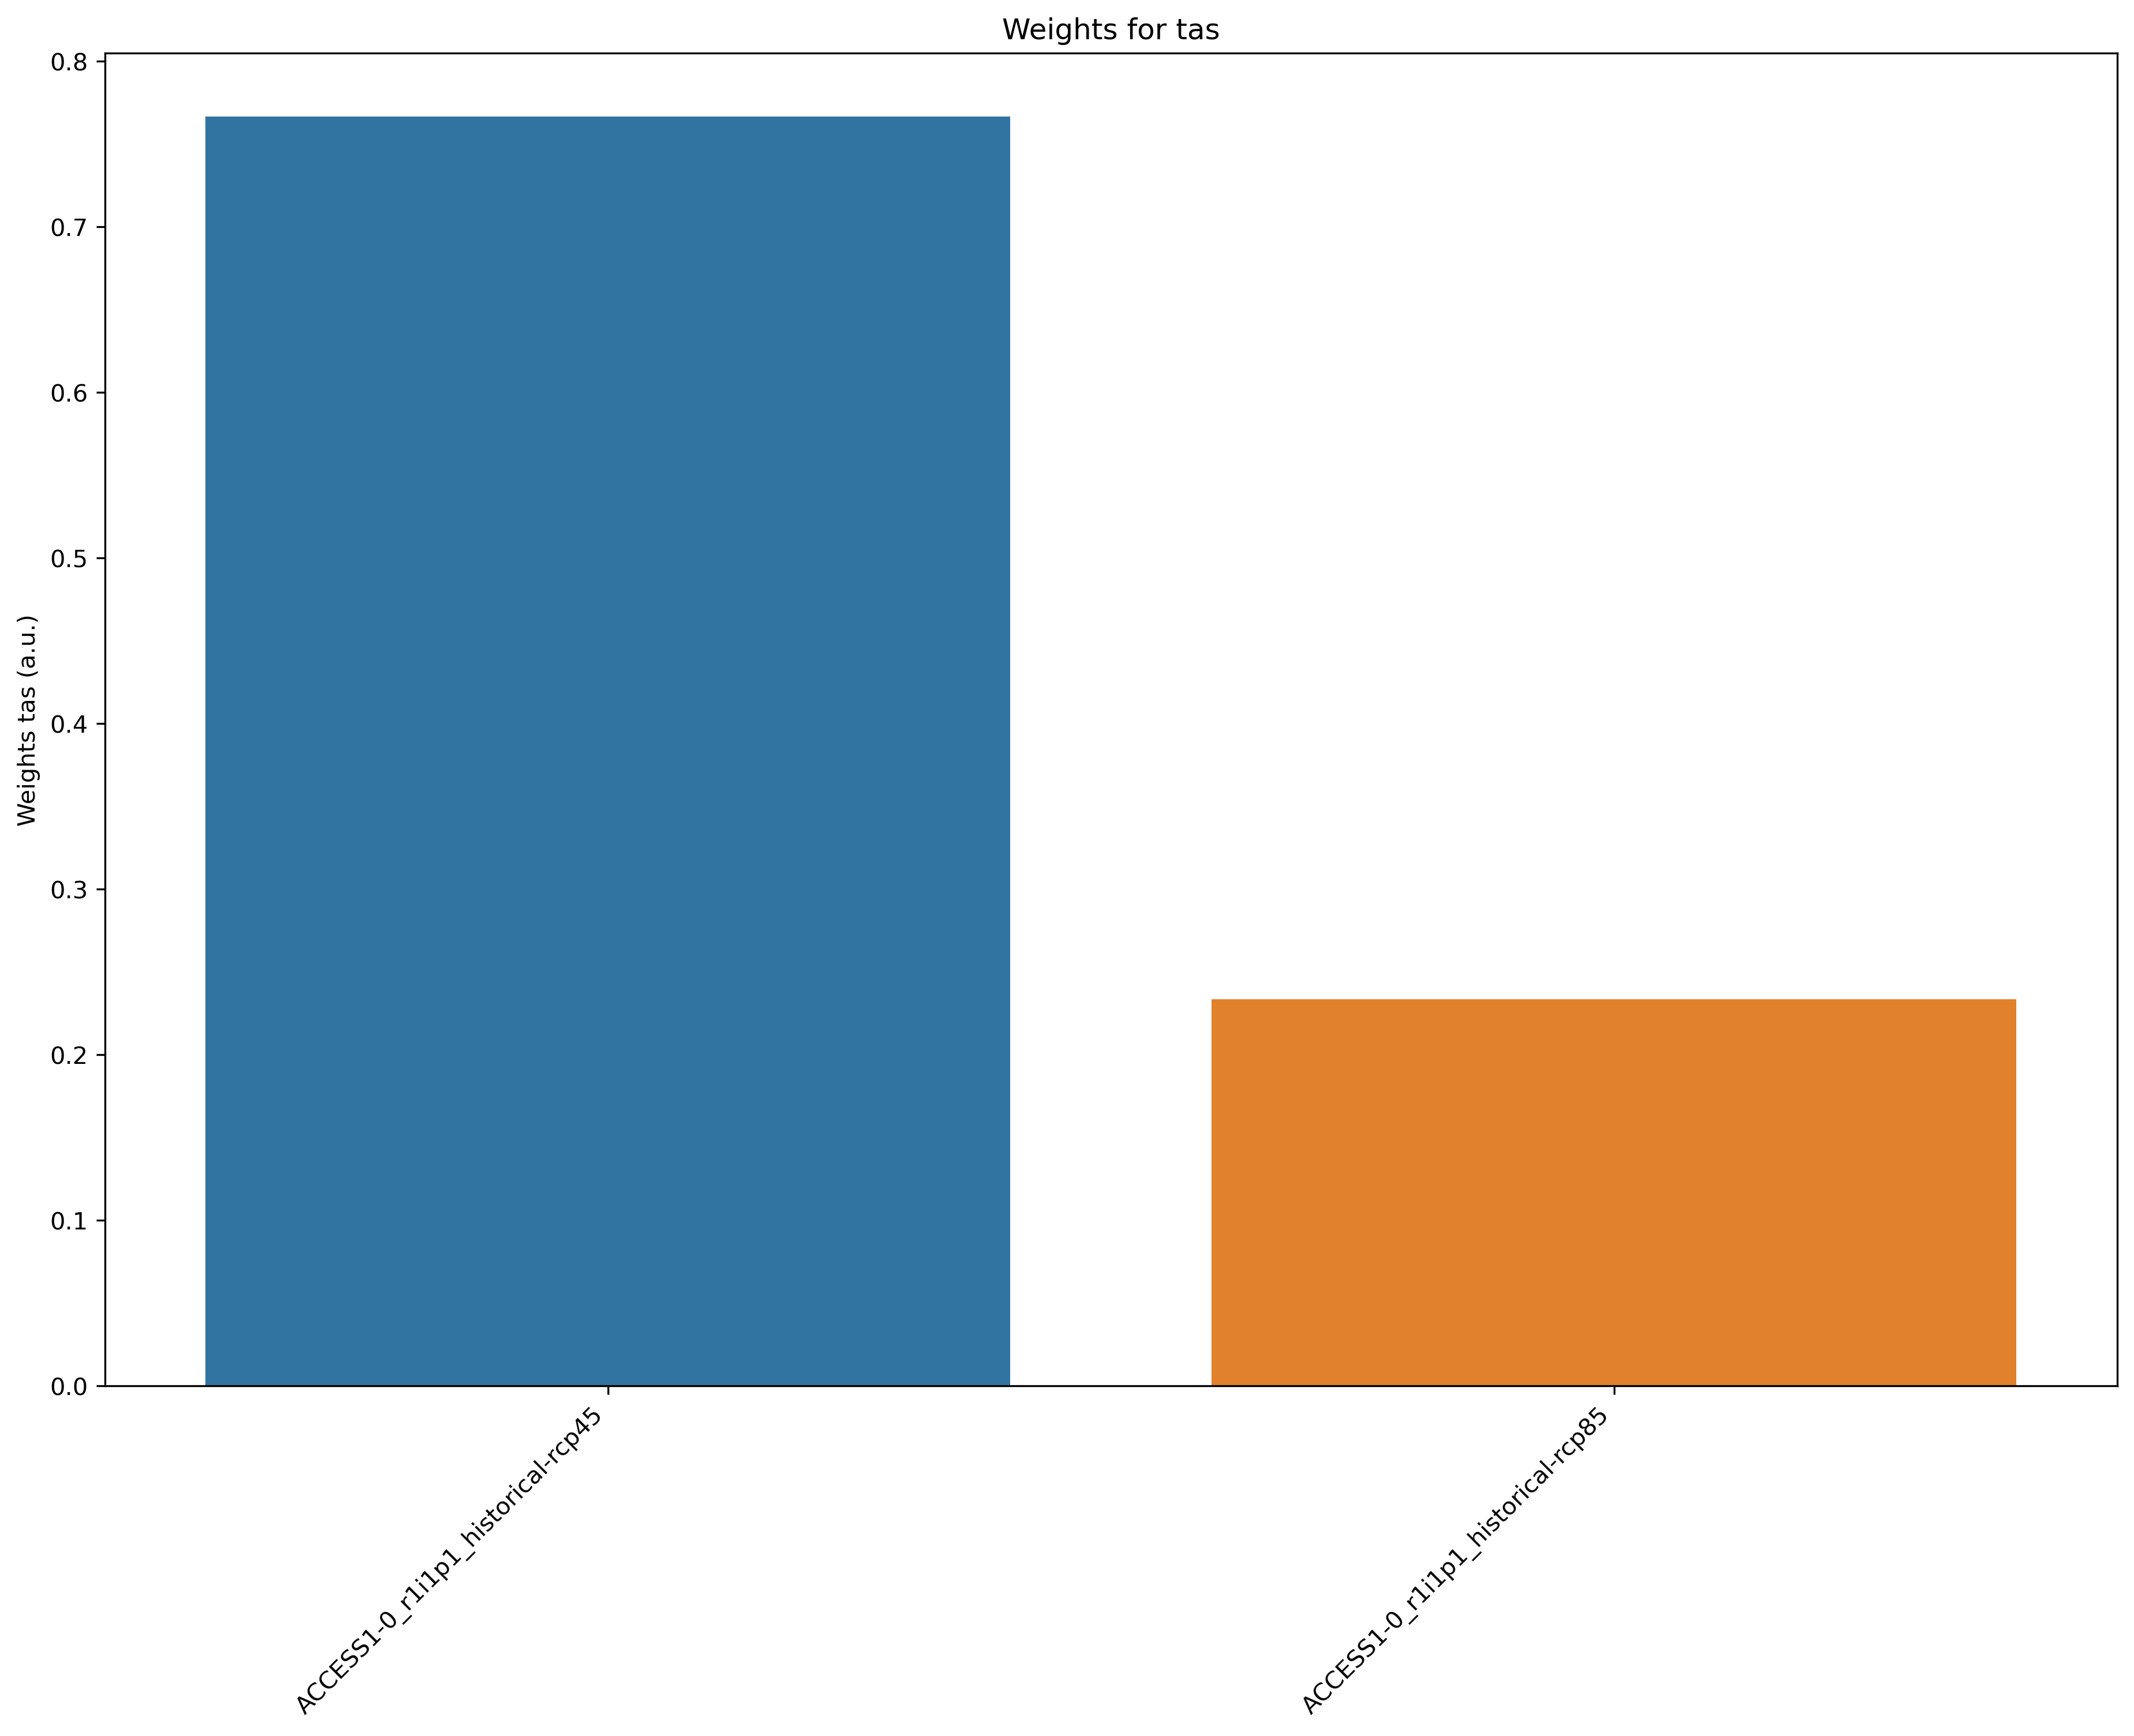 Weights for tas
Weights tas (a.u.)
0.8
0.7
0.6
0.5
0.4
0.3
0.2
0.1
0.0
ACCESS1-0_r1i1p1_historical-rcp45
ACCESS1-0_r1i1p1_historical-rcp85